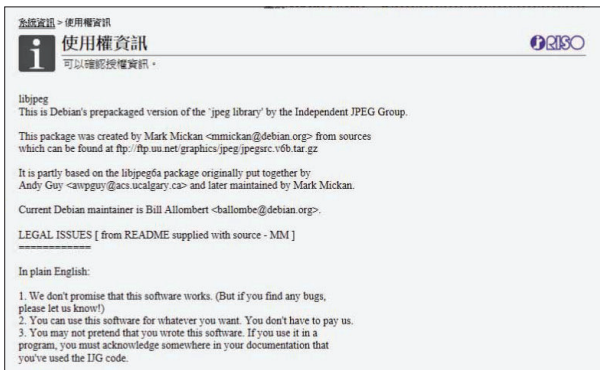 系統資訊 > 使用權資訊
使用權資訊
RISO
可以確認授權資訊。
libjpeg
This is Debian's prepackaged version of the `jpeg library' by the Independent JPEG Group.
This package was created by Mark Mickan <mmickan@debian.org> from sources
which can be found at ftp://ftp.uu.net/graphics/jpeg/jpegsrc.v6b.tar.gz
It is partly based on the libjpeg6a package originally put together by
Andy Guy <awpguy@acs.ucalgary.ca> and later maintained by Mark Mickan.
Current Debian maintainer is Bill Allombert <ballombe@debian.org>.
LEGAL ISSUES [ from README supplied with source - MM ]
============
In plain English:
1. We don't promise that this software works. (But if you find any bugs,
please let us know!)
2. You can use this software for whatever you want. You don't have to pay us.
3. You may not pretend that you wrote this software. If you use it in a
program, you must acknowledge somewhere in your documentation that
you've used the IJG code.